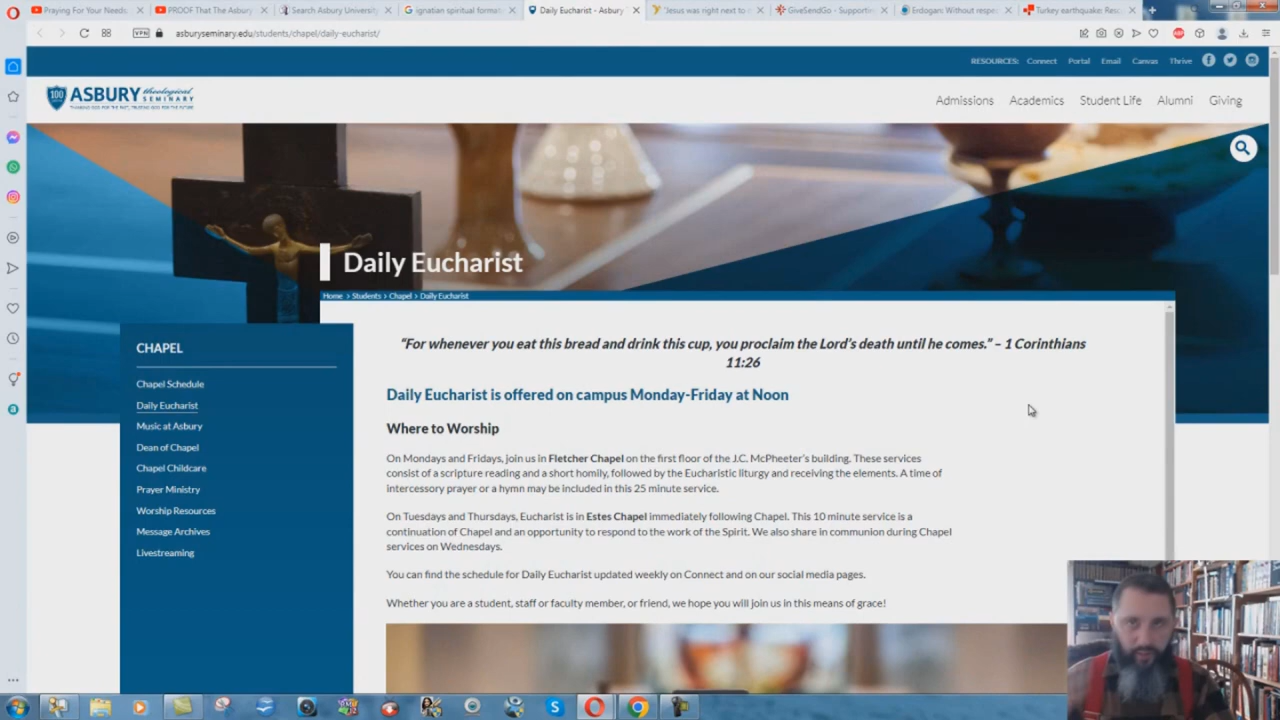 Praying For Your Needs
PROOF That The Asbury
Search Asbury University
ignatian spiritual format
Daily Eucharist - Asbury
"Jesus was right next to
GiveSendGo - Supportin
Erdogan: Without respe
Turkey earthquake: Resc
VPN
asburyseminary.edu/students/chapel/daily-eucharist/
RESOURCES: Connect Portal Email Canvas Thrive
100 ASBURY theological SEMINARY
Admissions Academics Student Life Alumni Giving
Daily Eucharist
Home > Students > Chapel > Daily Eucharist
CHAPEL
Chapel Schedule
Daily Eucharist
Music at Asbury
Dean of Chapel
Chapel Childcare
Prayer Ministry
Worship Resources
Message Archives
Livestreaming
“For whenever you eat this bread and drink this cup, you proclaim the Lord’s death until he comes.” – 1 Corinthians
11:26
Daily Eucharist is offered on campus Monday-Friday at Noon
Where to Worship
On Mondays and Fridays, join us in Fletcher Chapel on the first floor of the J.C. McPheeter’s building. These services
consist of a scripture reading and a short homily, followed by the Eucharistic liturgy and receiving the elements. A time of
intercessory prayer or a hymn may be included in this 25 minute service.
On Tuesdays and Thursdays, Eucharist is in Estes Chapel immediately following Chapel. This 10 minute service is a
continuation of Chapel and an opportunity to respond to the work of the Spirit. We also share in communion during Chapel
services on Wednesdays.
You can find the schedule for Daily Eucharist updated weekly on Connect and on our social media pages.
Whether you are a student, staff or faculty member, or friend, we hope you will join us in this means of grace!